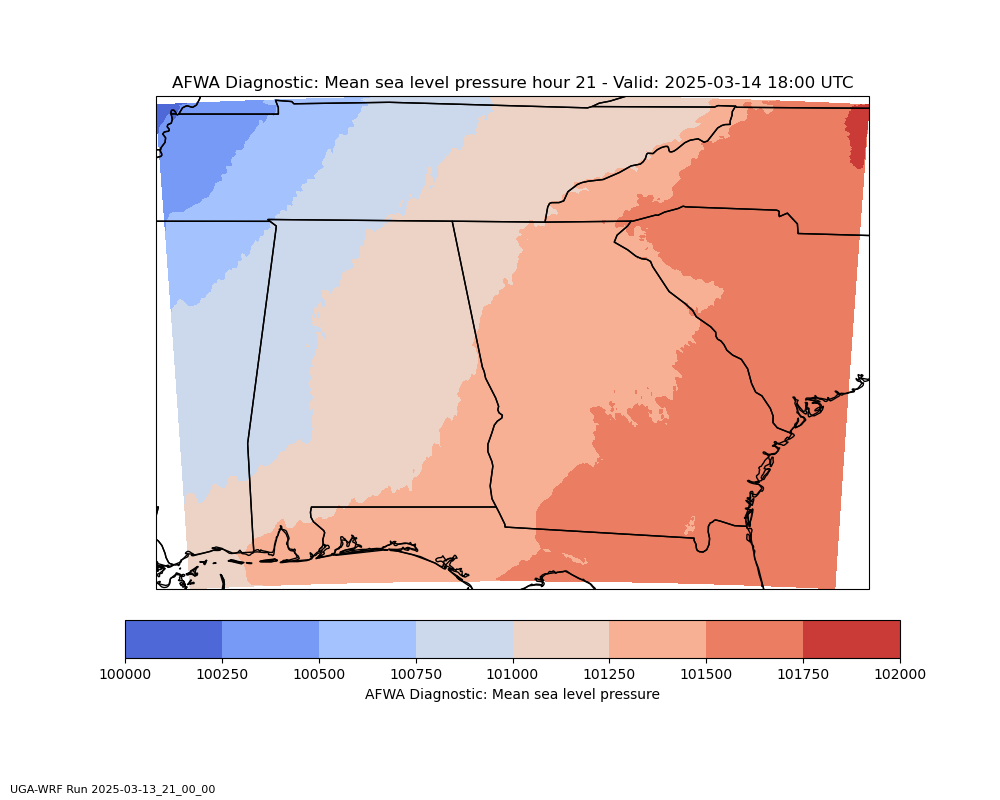 AFWA Diagnostic: Mean sea level pressure hour 21 - Valid: 2025-03-14 18:00 UTC
100000 100250 100500 100750 101000 101250 101500 101750 102000
AFWA Diagnostic: Mean sea level pressure
UGA-WRF Run 2025-03-13_21_00_00